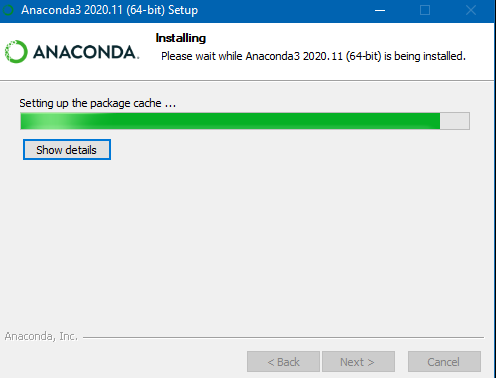 Anaconda3 2020.11 (64-bit) Setup
ANACONDA.
Installing
Please wait while Anaconda3 2020.11 (64-bit) is being installed.
Setting up the package cache ...
Show details
Anaconda, Inc.
< Back
Next >
Cancel